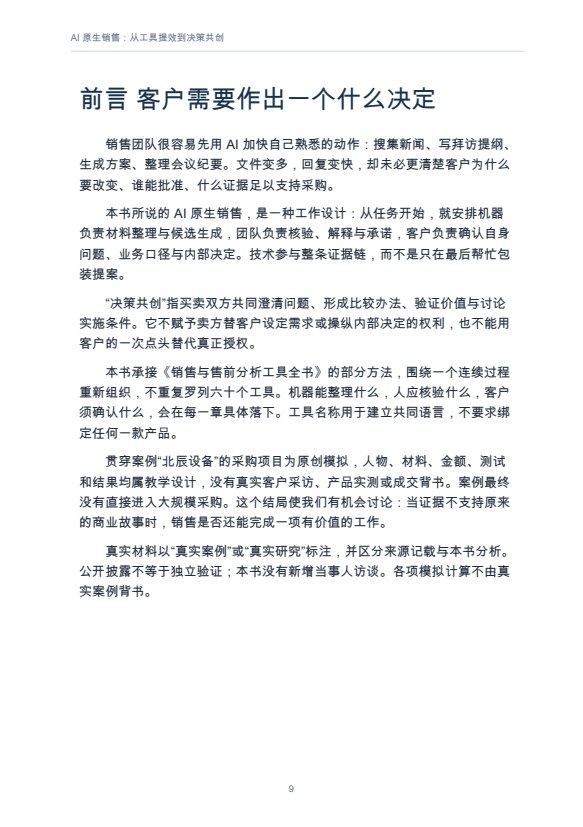 AI 原生销售：从工具提效到决策共创
前言 客户需要作出一个什么决定
销售团队很容易先用 AI 加快自己熟悉的动作：搜集新闻、写拜访提纲、
生成方案、整理会议纪要。文件变多，回复变快，却未必更清楚客户为什么
要改变、谁能批准、什么证据足以支持采购。
本书所说的 AI 原生销售，是一种工作设计：从任务开始，就安排机器
负责材料整理与候选生成，团队负责核验、解释与承诺，客户负责确认自身
问题、业务口径与内部决定。技术参与整条证据链，而不是只在最后帮忙包
装提案。
“决策共创”指买卖双方共同澄清问题、形成比较办法、验证价值与讨论
实施条件。它不赋予卖方替客户设定需求或操纵内部决定的权利，也不能用
客户的一次点头替代真正授权。
本书承接《销售与售前分析工具全书》的部分方法，围绕一个连续过程
重新组织，不重复罗列六十个工具。机器能整理什么，人应核验什么，客户
须确认什么，会在每一章具体落下。工具名称用于建立共同语言，不要求绑
定任何一款产品。
贯穿案例“北辰设备”的采购项目为原创模拟，人物、材料、金额、测试
和结果均属教学设计，没有真实客户采访、产品实测或成交背书。案例最终
没有直接进入大规模采购。这个结局使我们有机会讨论：当证据不支持原来
的商业故事时，销售是否还能完成一项有价值的工作。
真实材料以“真实案例”或“真实研究”标注，并区分来源记载与本书分析。
公开披露不等于独立验证；本书没有新增当事人访谈。各项模拟计算不由真
实案例背书。
9